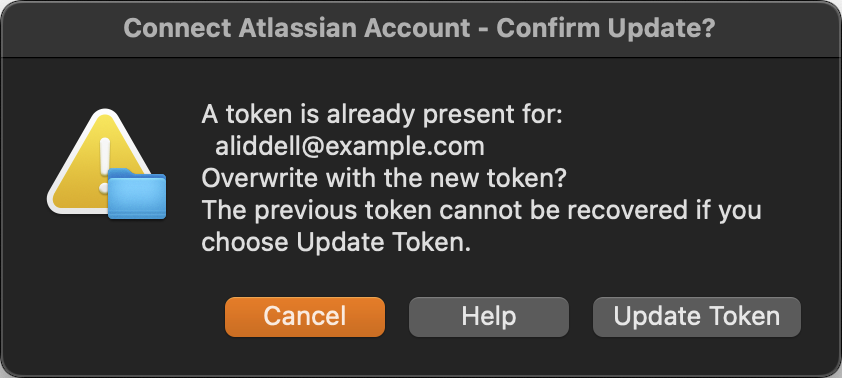 Connect Atlassian Account - Confirm Update?
A token is already present for:
aliddell@example.com
Overwrite with the new token?
The previous token cannot be recovered if you
choose Update Token.
Cancel
Help
Update Token